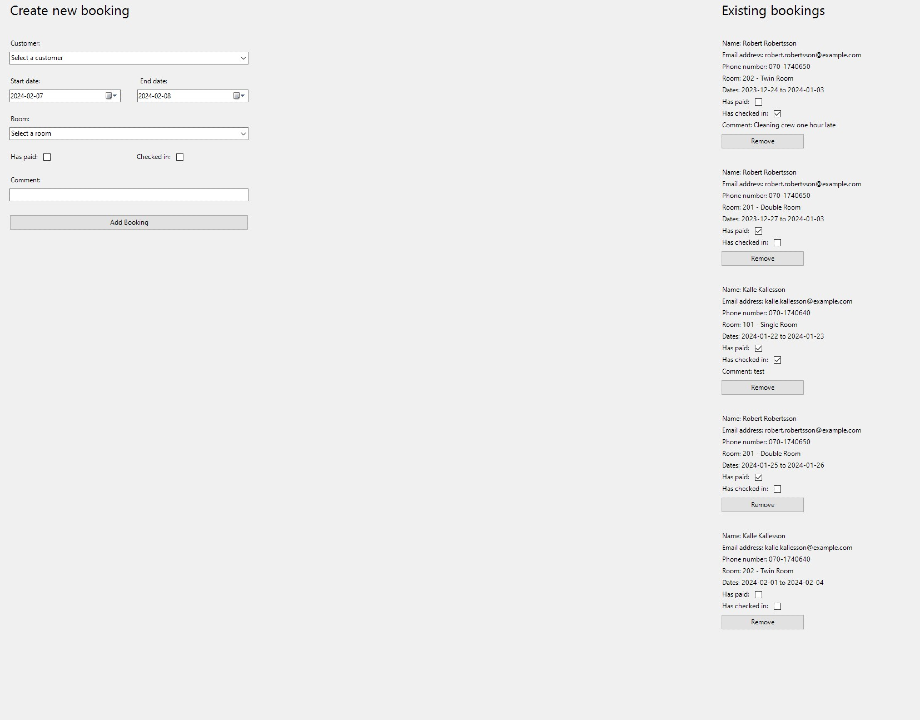 Create new booking
Customer:
Select a customer
Start date:
End date:
2024-02-07
2024-02-08
Room:
Select a room
Has paid:
Checked in:
Comment:
Add Booking
Existing bookings
Name: Robert Robertsson
Email address: robert.robertsson@example.com
Phone number: 070-1740650
Room: 202 - Twin Room
Dates: 2023-12-24 to 2024-01-03
Has paid:
Has checked in:
Comment: Cleaning crew one hour late
Remove
Name: Robert Robertsson
Email address: robert.robertsson@example.com
Phone number: 070-1740650
Room: 201 - Double Room
Dates: 2023-12-27 to 2024-01-03
Has paid:
Has checked in:
Remove
Name: Kalle Kallesson
Email address: kalle.kallesson@example.com
Phone number: 070-1740640
Room: 101 - Single Room
Dates: 2024-01-22 to 2024-01-23
Has paid:
Has checked in:
Comment: test
Remove
Name: Robert Robertsson
Email address: robert.robertsson@example.com
Phone number: 070-1740650
Room: 201 - Double Room
Dates: 2024-01-25 to 2024-01-26
Has paid:
Has checked in:
Remove
Name: Kalle Kallesson
Email address: kalle.kallesson@example.com
Phone number: 070-1740640
Room: 202 - Twin Room
Dates: 2024-02-01 to 2024-02-04
Has paid:
Has checked in:
Remove